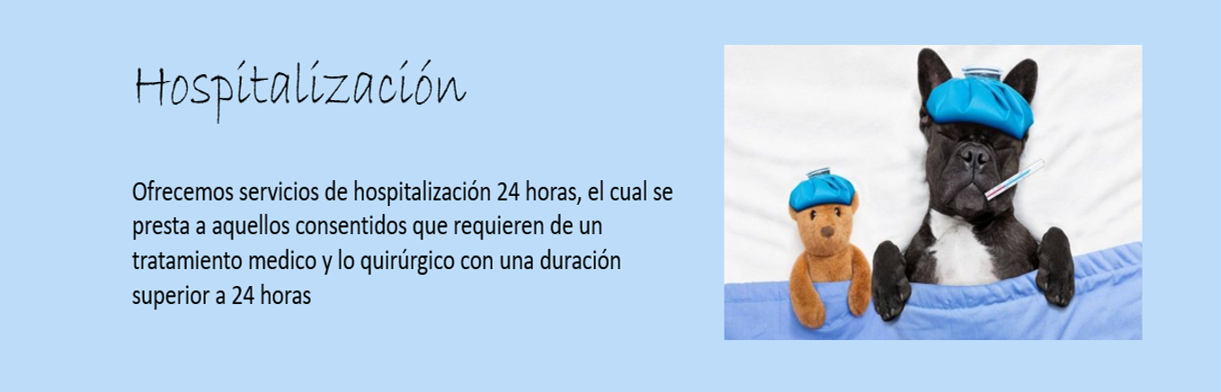 Hospitalización
Ofrecemos servicios de hospitalización 24 horas, el cual se
presta a aquellos consentidos que requieren de un
tratamiento medico y lo quirúrgico con una duración
superior a 24 horas